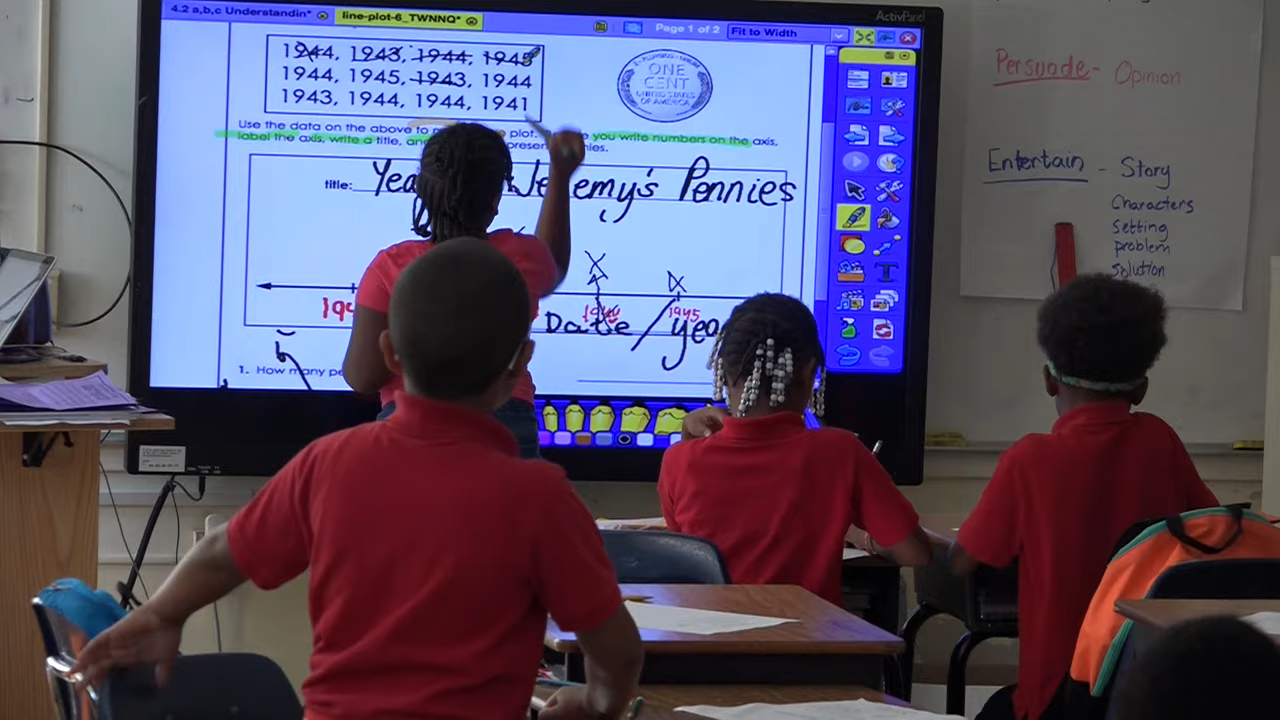 4.2 a,b,c Understandin* line-plot-6_TWNNQ*
ActivPanel
Page 1 of 2 Fit to Width
1944, 1943, 1944, 1945
1944, 1945, 1943, 1944
1943, 1944, 1944, 1941
ONE
CENT
UNITED STATES
OF AMERICA
Use the data on the above to plot. you write numbers on the axis,
label the axis, write a title, and
title: Jeremy's Pennies
X
X X
1945
Date/yea
1. How many pe
Persuade - Opinion
Entertain - Story
Characters
Setting
problem
solution